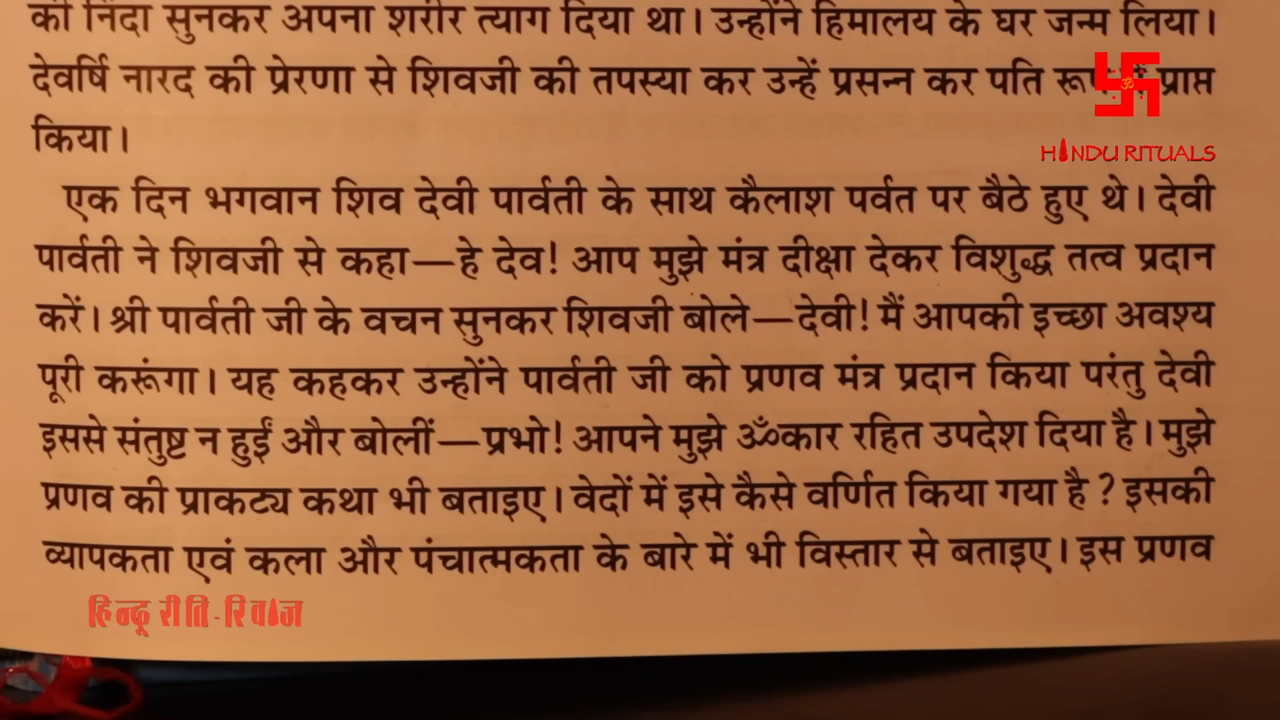 की निंदा सुनकर अपना शरीर त्याग दिया था। उन्होंने हिमालय के घर जन्म लिया।
देवर्षि नारद की प्रेरणा से शिवजी की तपस्या कर उन्हें प्रसन्न कर पति प्राप्त
किया।
HINDU RITUALS
एक दिन भगवान शिव देवी पार्वती के साथ कैलाश पर्वत पर बैठे हुए थे। देवी
पार्वती ने शिवजी से कहा—हे देव! आप मुझे मंत्र दीक्षा देकर विशुद्ध तत्व प्रदान
करें। श्री पार्वती जी के वचन सुनकर शिवजी बोले—देवी! मैं आपकी इच्छा अवश्य
पूरी करूंगा। यह कहकर उन्होंने पार्वती जी को प्रणव मंत्र प्रदान किया परंतु देवी
इससे संतुष्ट न हुईं और बोलीं—प्रभो! आपने मुझे ॐकार रहित उपदेश दिया है। मुझे
प्रणव की प्राकट्य कथा भी बताइए। वेदों में इसे कैसे वर्णित किया गया है? इसकी
व्यापकता एवं कला और पंचात्मकता के बारे में भी विस्तार से बताइए। इस प्रणव
हिन्दू रीति-रिवाज